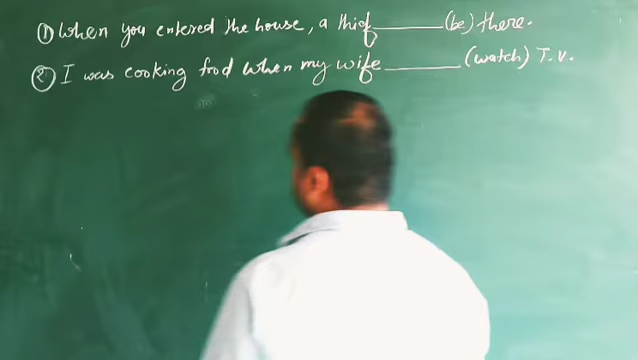 ① When you entered the house, a thief ______ (be) there.
② I was cooking food when my wife ______ (watch) T.V.